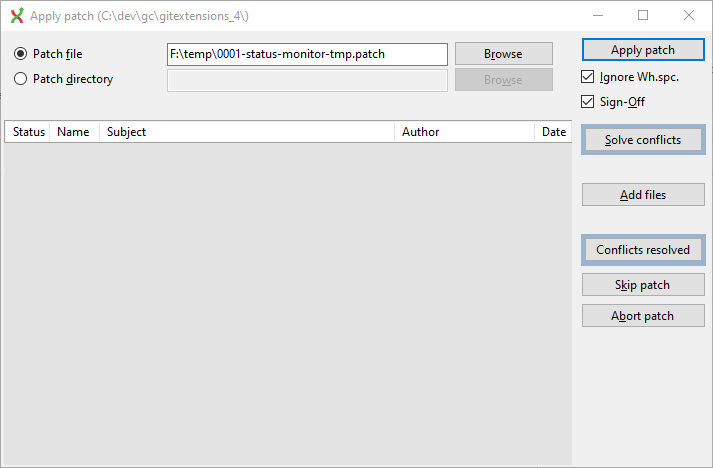 Apply patch (C:\dev\gc\gitextensions_4\)
Patch file F:\temp\0001-status-monitor-tmp.patch Browse Apply patch
Patch directory Browse Ignore Wh.spc.
Sign-Off
Status Name Subject Author Date
Solve conflicts
Add files
Conflicts resolved
Skip patch
Abort patch